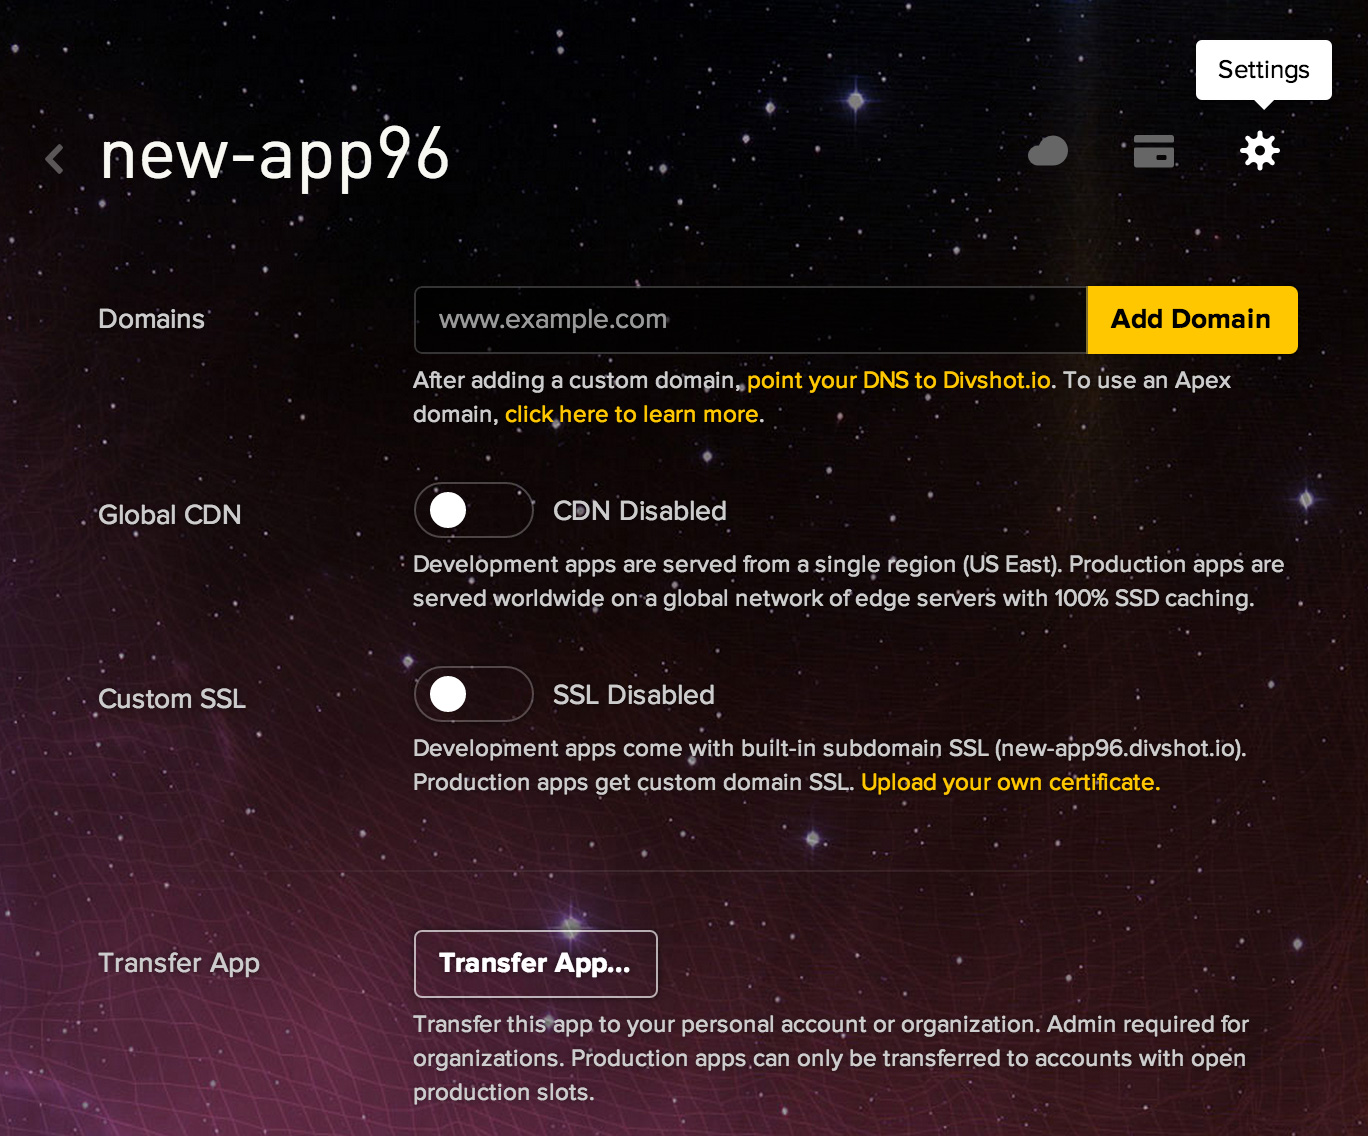 Settings
new-app96
Domains
www.example.com
Add Domain
After adding a custom domain, point your DNS to Divshot.io. To use an Apex
domain, click here to learn more.
Global CDN
CDN Disabled
Development apps are served from a single region (US East). Production apps are
served worldwide on a global network of edge servers with 100% SSD caching.
Custom SSL
SSL Disabled
Development apps come with built-in subdomain SSL (new-app96.divshot.io).
Production apps get custom domain SSL. Upload your own certificate.
Transfer App
Transfer App...
Transfer this app to your personal account or organization. Admin required for
organizations. Production apps can only be transferred to accounts with open
production slots.